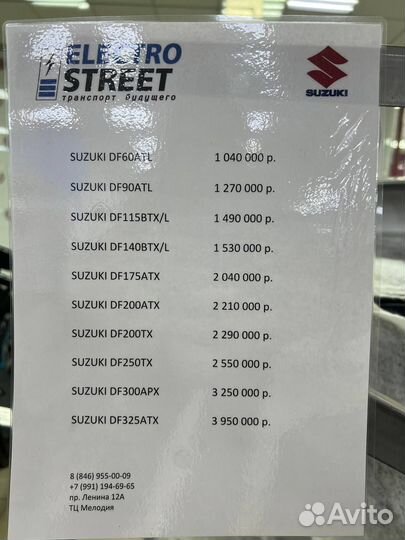 ELECTRO
STREET
транспорт будущего
SUZUKI
SUZUKI DF60ATL 1 040 000 р.
SUZUKI DF90ATL 1 270 000 р.
SUZUKI DF115BTX/L 1 490 000 р.
SUZUKI DF140BTX/L 1 530 000 р.
SUZUKI DF175ATX 2 040 000 р.
SUZUKI DF200ATX 2 210 000 р.
SUZUKI DF200TX 2 290 000 р.
SUZUKI DF250TX 2 550 000 р.
SUZUKI DF300APX 3 250 000 р.
SUZUKI DF325ATX 3 950 000 р.
8 (846) 955-00-09
+7 (991) 194-69-65
пр. Ленина 12А
ТЦ Мелодия
Avito